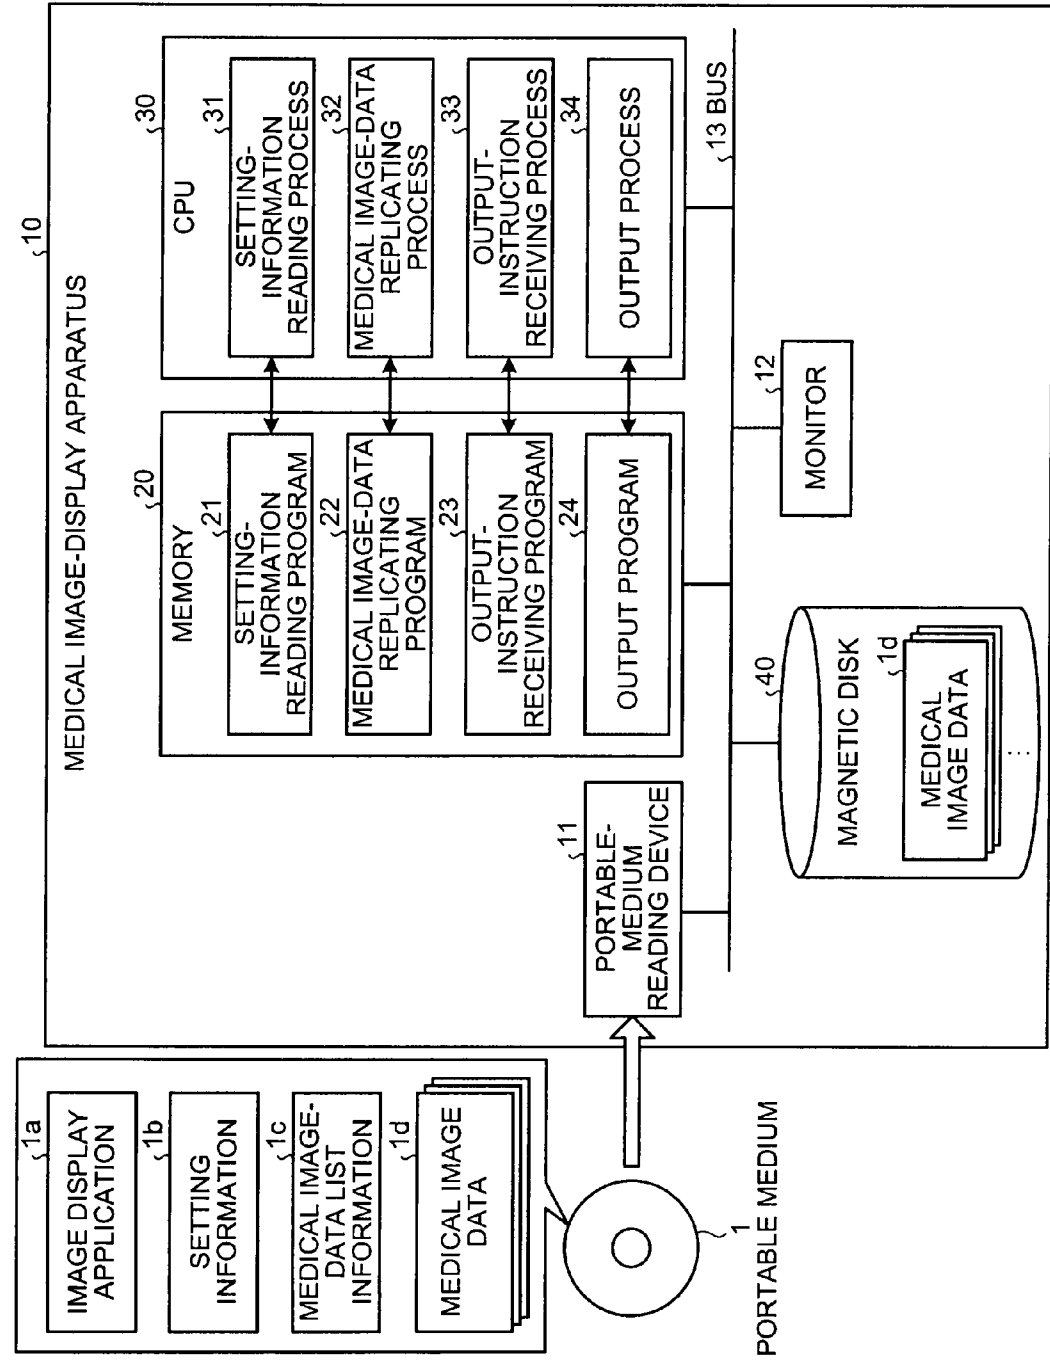 MEDICAL IMAGE-DISPLAY APPARATUS
10
1a
IMAGE DISPLAY
APPLICATION
1b
SETTING
INFORMATION
1c
MEDICAL IMAGE-
DATA LIST
INFORMATION
1d
MEDICAL IMAGE
DATA
1
PORTABLE MEDIUM
11
PORTABLE-
MEDIUM
READING DEVICE
20
MEMORY
21
SETTING-
INFORMATION
READING PROGRAM
22
MEDICAL IMAGE-DATA
REPLICATING
PROGRAM
23
OUTPUT-
INSTRUCTION
RECEIVING PROGRAM
24
OUTPUT PROGRAM
30
CPU
31
SETTING-
INFORMATION
READING PROCESS
32
MEDICAL IMAGE-DATA
REPLICATING
PROCESS
33
OUTPUT-
INSTRUCTION
RECEIVING PROCESS
34
OUTPUT PROCESS
13 BUS
40
MAGNETIC DISK
1d
MEDICAL
IMAGE DATA
...
12
MONITOR